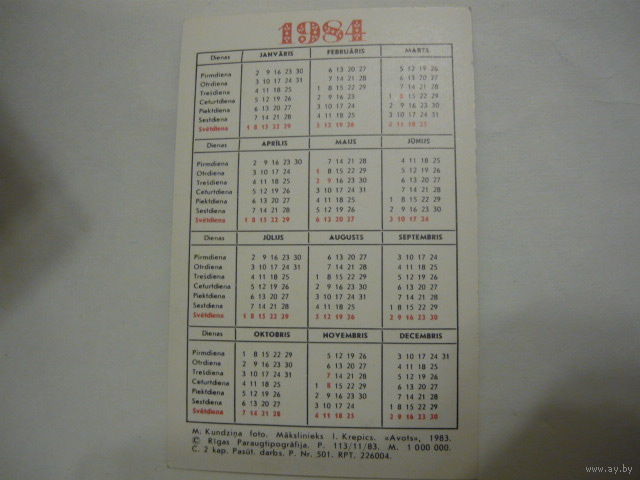 1984
Dienas JANVĀRIS FEBRUĀRIS MARTS
Pirmdiena 2 9 16 23 30 6 13 20 27 5 12 19 26
Otrdiena 3 10 17 24 31 7 14 21 28 6 13 20 27
Trešdiena 4 11 18 25 1 8 15 22 29 7 14 21 28
Ceturtdiena 5 12 19 26 2 9 16 23 1 8 15 22 29
Piektdiena 6 13 20 27 3 10 17 24 2 9 16 23 30
Sestdiena 7 14 21 28 4 11 18 25 3 10 17 24 31
Svētdiena 1 8 15 22 29 5 12 19 26 4 11 18 25
Dienas APRĪLIS MAIJS JŪNIJS
Pirmdiena 2 9 16 23 30 7 14 21 28 4 11 18 25
Otrdiena 3 10 17 24 1 8 15 22 29 5 12 19 26
Trešdiena 4 11 18 25 2 9 16 23 30 6 13 20 27
Ceturtdiena 5 12 19 26 3 10 17 24 31 7 14 21 28
Piektdiena 6 13 20 27 4 11 18 25 1 8 15 22 29
Sestdiena 7 14 21 28 5 12 19 26 2 9 16 23 30
Svētdiena 1 8 15 22 29 6 13 20 27 3 10 17 24
Dienas JŪLIJS AUGUSTS SEPTEMBRIS
Pirmdiena 2 9 16 23 30 6 13 20 27 3 10 17 24
Otrdiena 3 10 17 24 31 7 14 21 28 4 11 18 25
Trešdiena 4 11 18 25 1 8 15 22 29 5 12 19 26
Ceturtdiena 5 12 19 26 2 9 16 23 30 6 13 20 27
Piektdiena 6 13 20 27 3 10 17 24 31 7 14 21 28
Sestdiena 7 14 21 28 4 11 18 25 1 8 15 22 29
Svētdiena 1 8 15 22 29 5 12 19 26 2 9 16 23 30
Dienas OKTOBRIS NOVEMBRIS DECEMBRIS
Pirmdiena 1 8 15 22 29 5 12 19 26 3 10 17 24 31
Otrdiena 2 9 16 23 30 6 13 20 27 4 11 18 25
Trešdiena 3 10 17 24 31 7 14 21 28 5 12 19 26
Ceturtdiena 4 11 18 25 1 8 15 22 29 6 13 20 27
Piektdiena 5 12 19 26 2 9 16 23 30 7 14 21 28
Sestdiena 6 13 20 27 3 10 17 24 1 8 15 22 29
Svētdiena 7 14 21 28 4 11 18 25 2 9 16 23 30
M. Kundziņa foto. Mākslinieks I. Krepics. «Avots», 1983.
© Rīgas Paraugtipogrāfija. P. 113/11/83. M. 1 000 000.
C. 2 kap. Pasūt. darbs. P. Nr. 501. RPT. 226004.
www.ay.by